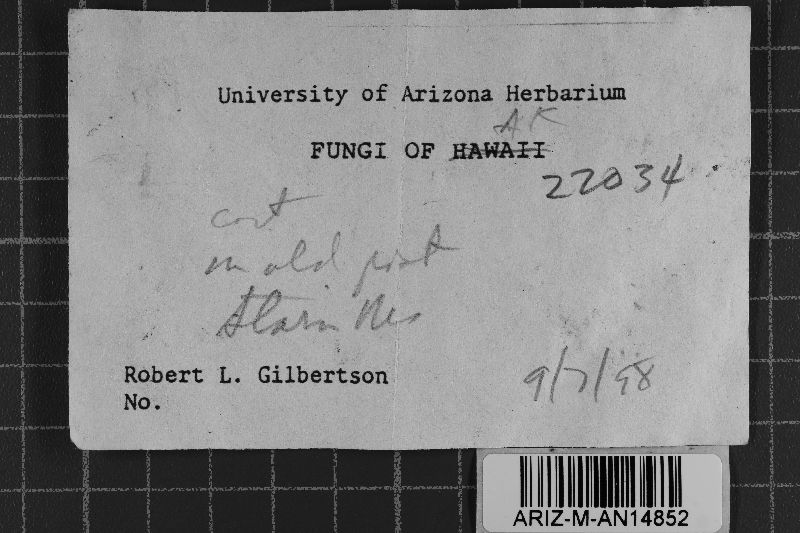 University of Arizona Herbarium
AK
FUNGI OF HAWAII
22034
on old post
Robert L. Gilbertson
No.
9/7/98
ARIZ-M-AN14852